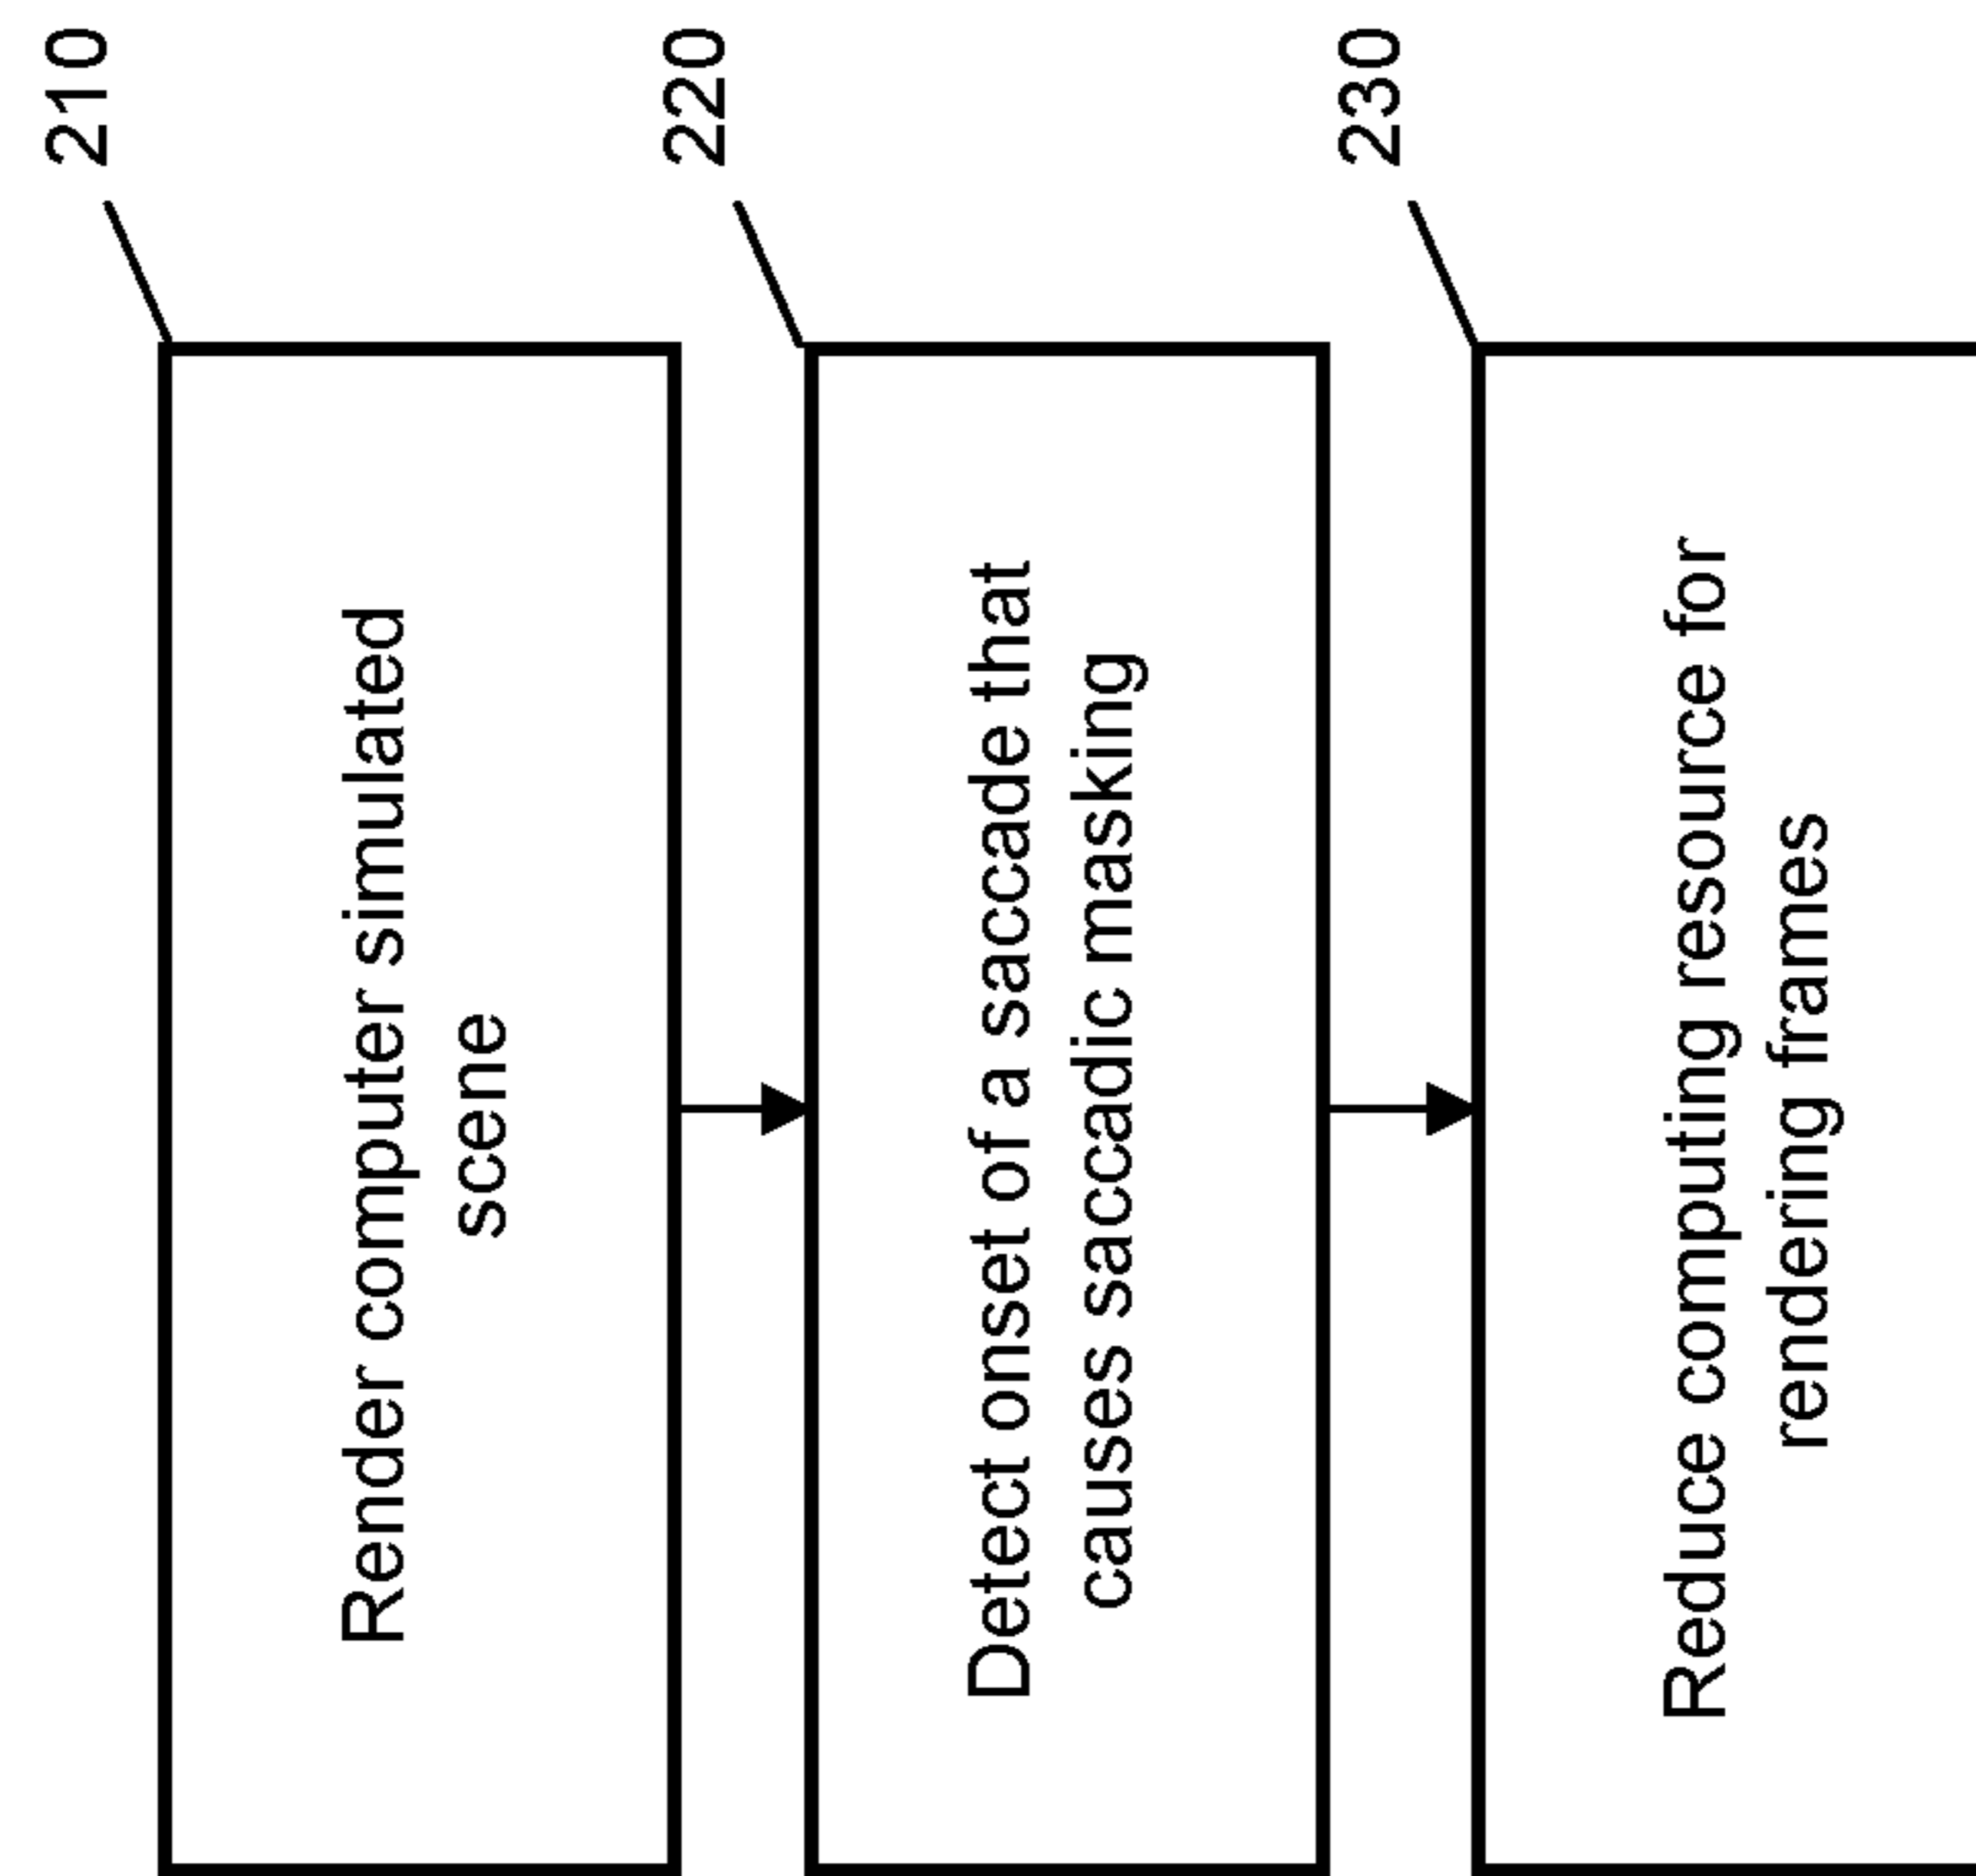 210
Render computer simulated
scene
220
Detect onset of a saccade that
causes saccadic masking
230
Reduce computing resource for
rendering frames